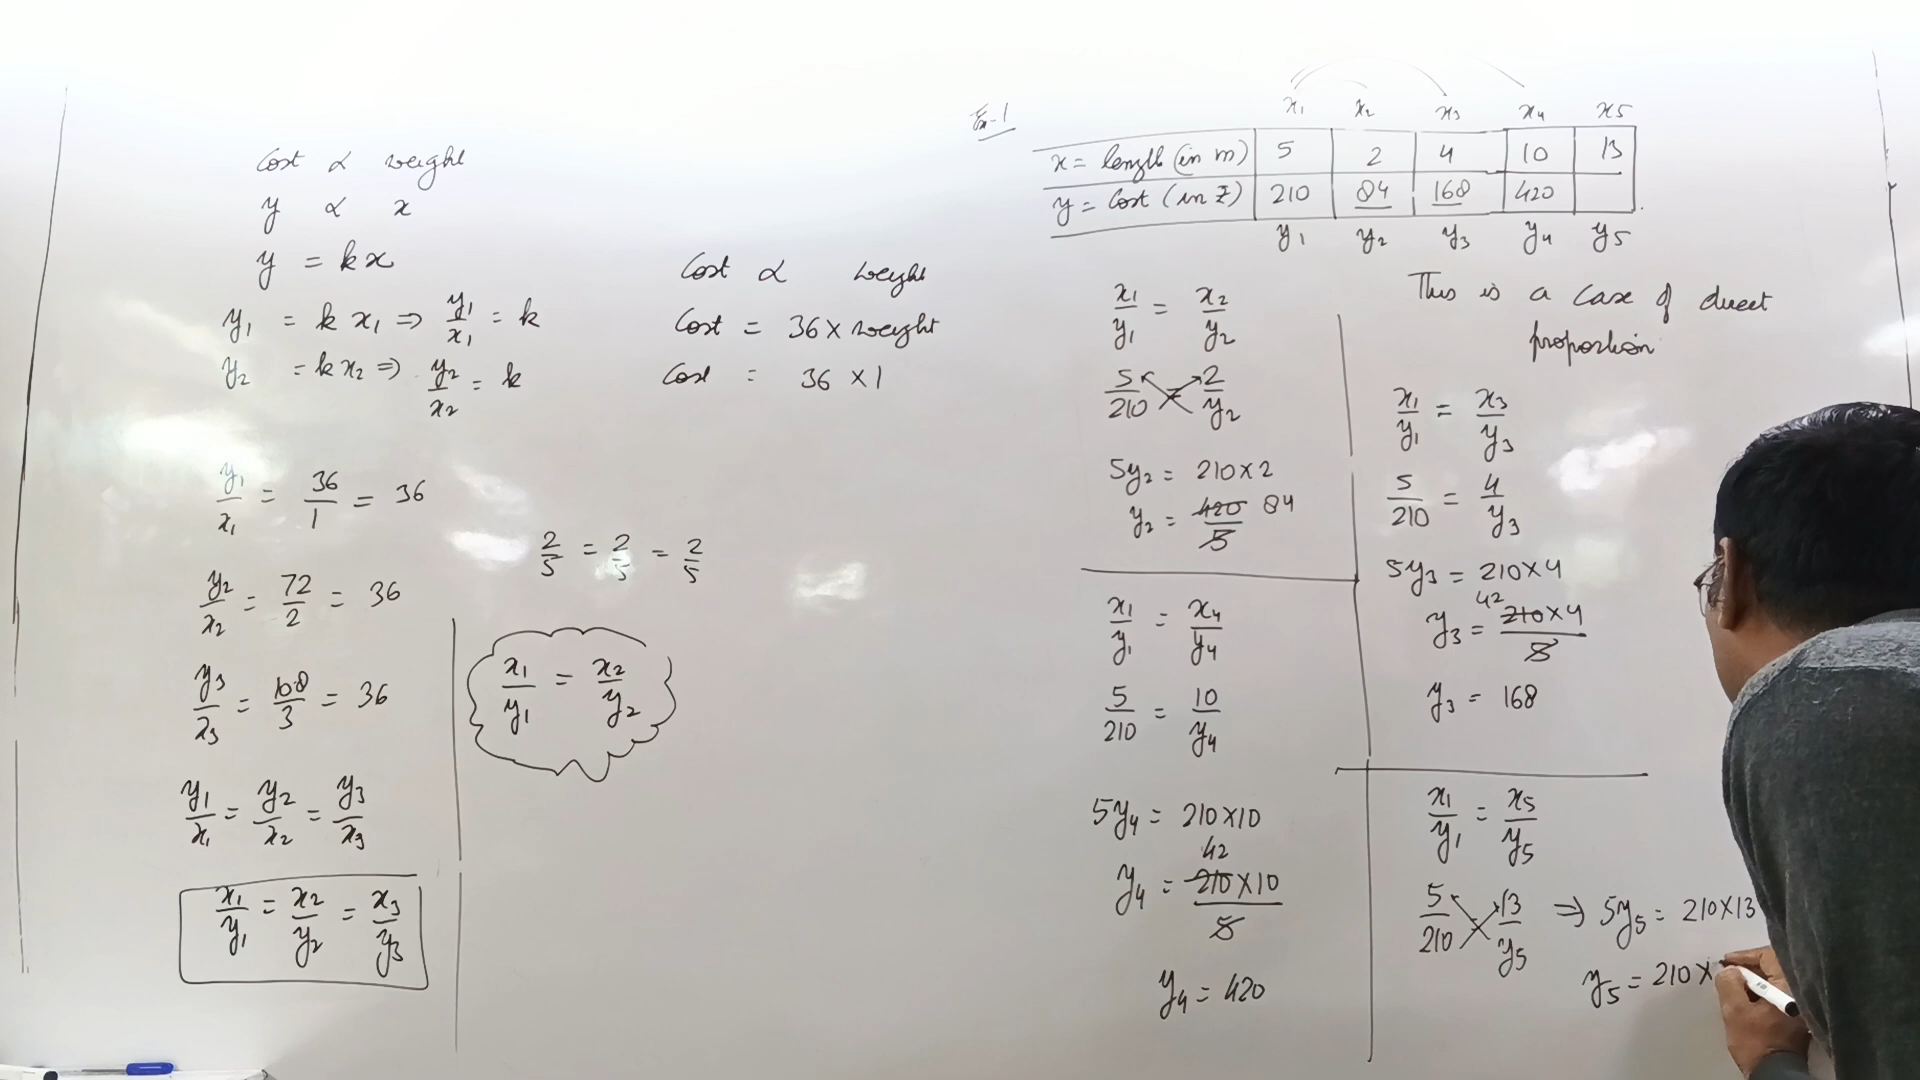 Cost α weight
y α x
y = kx
y1 = k x1 ⇒ y1/x1 = k
y2 = k x2 ⇒ y2/x2 = k
y1/x1 = 36/1 = 36
y2/x2 = 72/2 = 36
y3/x3 = 108/3 = 36
y1/x1 = y2/x2 = y3/x3
x1/y1 = x2/y2 = x3/y3
Cost α weight
Cost = 36 × weight
Cost = 36 × 1
2/5 = 2/5 = 2/5
x1/y1 = x2/y2
Ex-1
x1 x2 x3 x4 x5
x = length (in m) 5 2 4 10 13
y = Cost (in ₹) 210 84 168 420
y1 y2 y3 y4 y5
This is a case of direct
proportion
x1/y1 = x2/y2
5/210 = 2/y2
5y2 = 210 × 2
y2 = 420/5 84
x1/y1 = x3/y3
5/210 = 4/y3
5y3 = 210 × 4
42
y3 = 210 × 4/5
y3 = 168
x1/y1 = x4/y4
5/210 = 10/y4
5y4 = 210 × 10
42
y4 = 210 × 10/5
y4 = 420
x1/y1 = x5/y5
5/210 = 13/y5 ⇒ 5y5 = 210 × 13
y5 = 210 ×